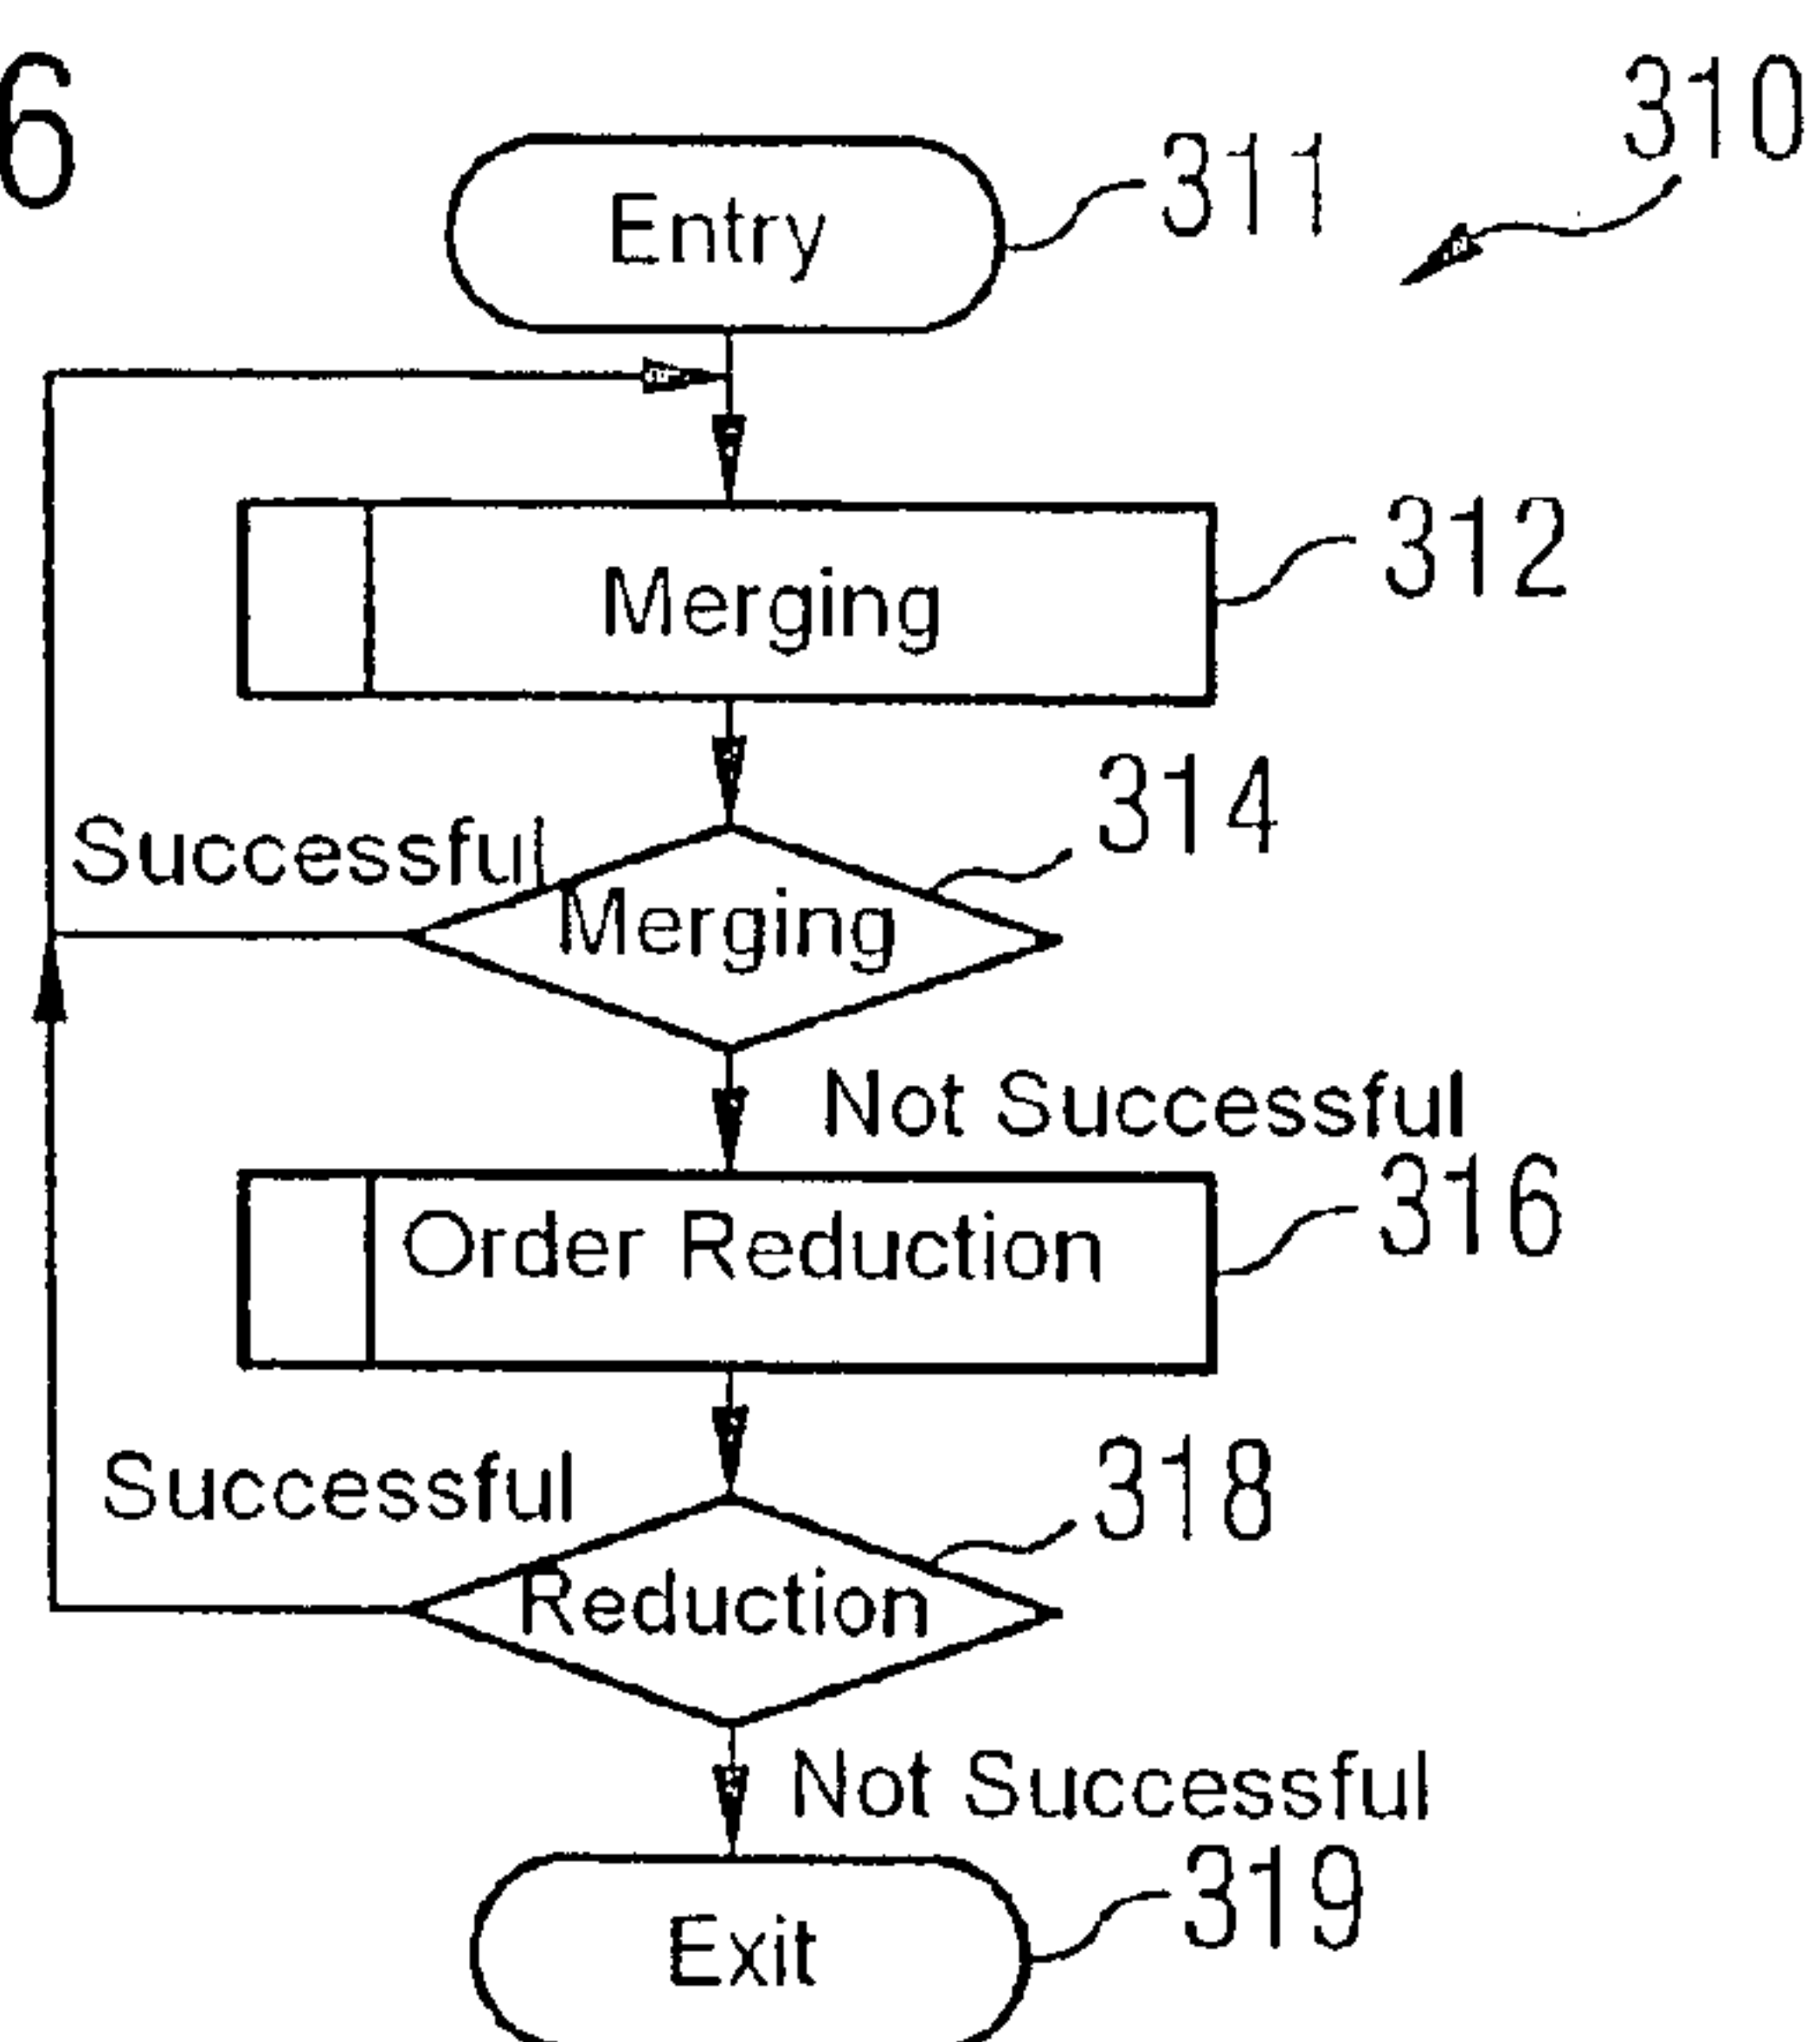 6
310
Entry
311
Merging
312
314
Successful
Merging
Not Successful
Order Reduction
316
Successful
318
Reduction
Not Successful
319
Exit